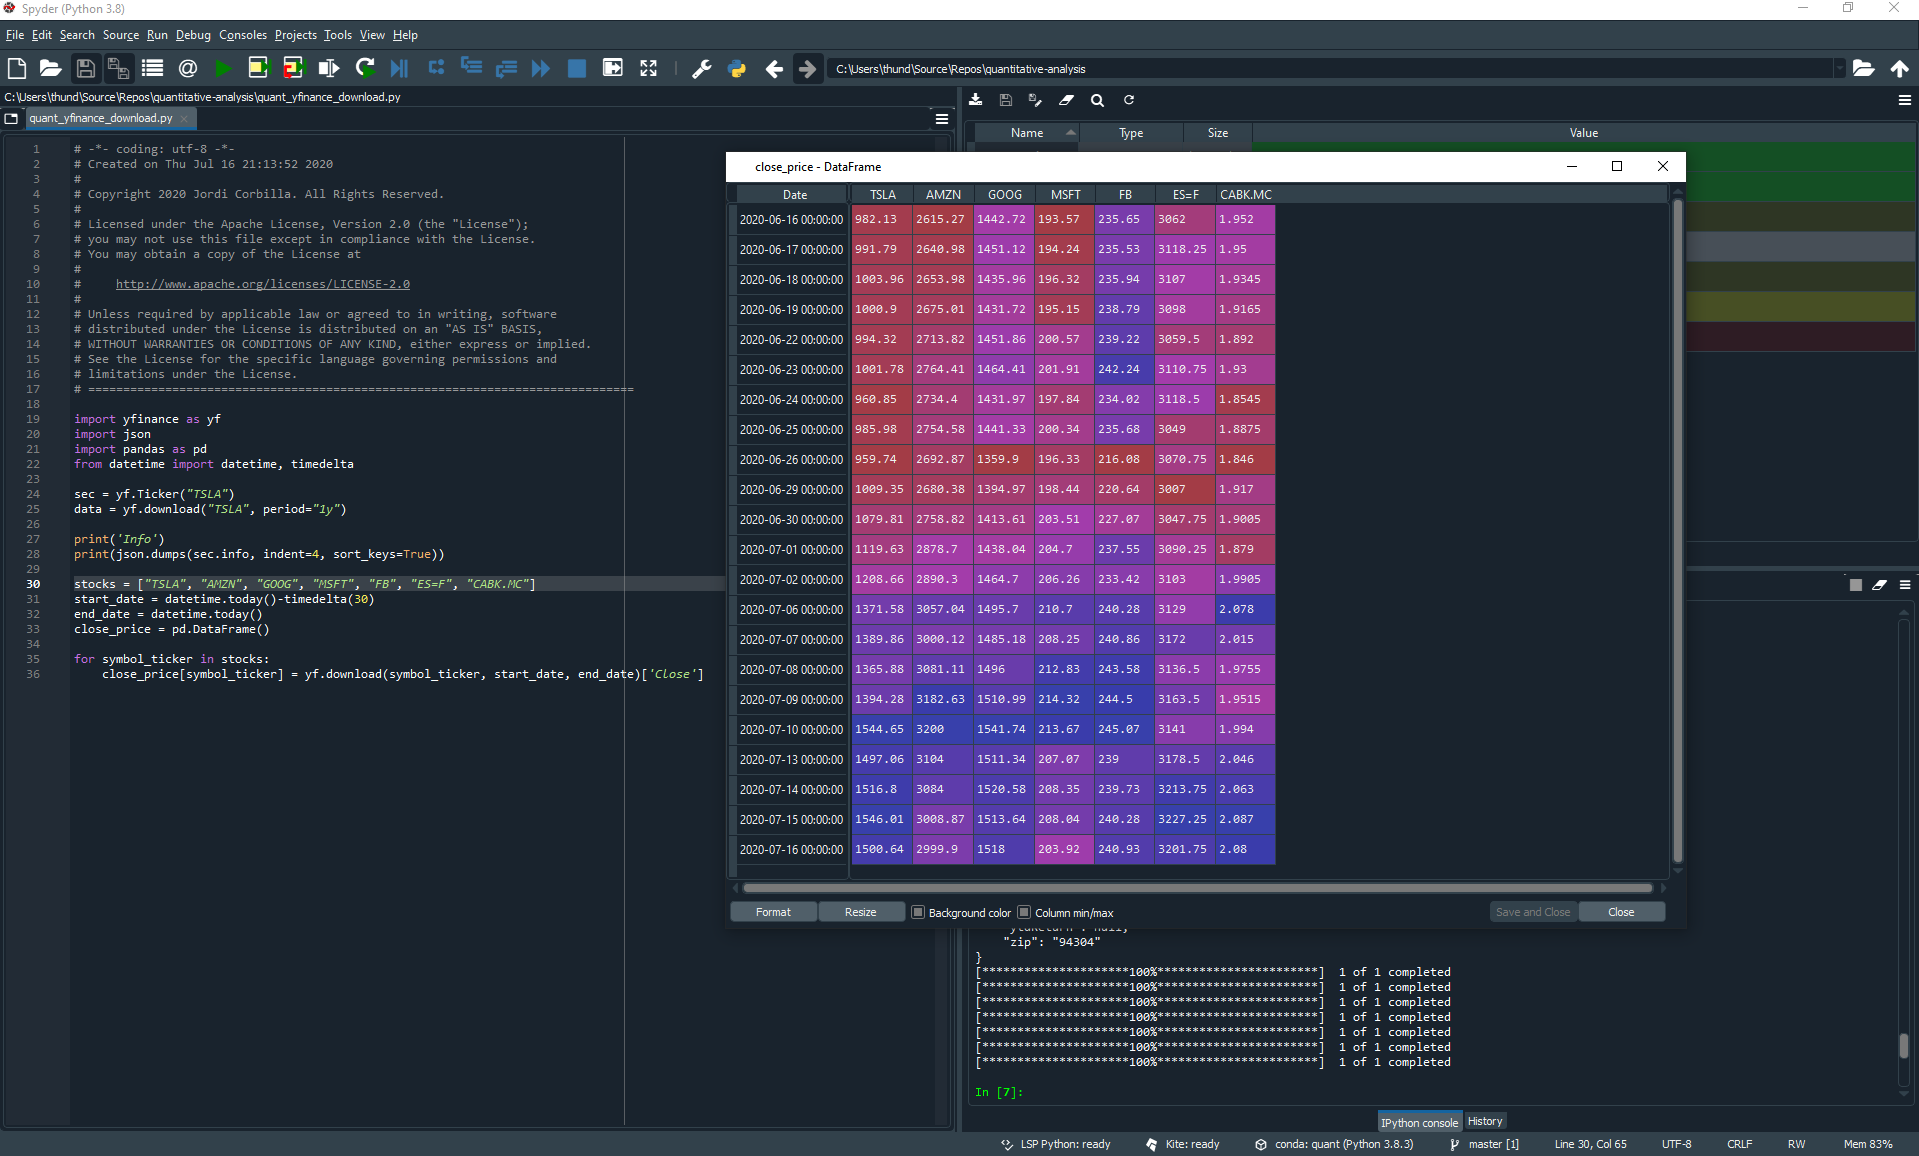 Spyder (Python 3.8)
File Edit Search Source Run Debug Consoles Projects Tools View Help
C:\Users\thund\Source\Repos\quantitative-analysis
C:\Users\thund\Source\Repos\quantitative-analysis\quant_yfinance_download.py
quant_yfinance_download.py
1 # -*- coding: utf-8 -*-
2 # Created on Thu Jul 16 21:13:52 2020
3 #
4 # Copyright 2020 Jordi Corbilla. All Rights Reserved.
5 #
6 # Licensed under the Apache License, Version 2.0 (the "License");
7 # you may not use this file except in compliance with the License.
8 # You may obtain a copy of the License at
9 #
10 #     http://www.apache.org/licenses/LICENSE-2.0
11 #
12 # Unless required by applicable law or agreed to in writing, software
13 # distributed under the License is distributed on an "AS IS" BASIS,
14 # WITHOUT WARRANTIES OR CONDITIONS OF ANY KIND, either express or implied.
15 # See the License for the specific language governing permissions and
16 # limitations under the License.
17 # ==============================================================================
18
19 import yfinance as yf
20 import json
21 import pandas as pd
22 from datetime import datetime, timedelta
23
24 sec = yf.Ticker("TSLA")
25 data = yf.download("TSLA", period="1y")
26
27 print('Info')
28 print(json.dumps(sec.info, indent=4, sort_keys=True))
29
30 stocks = ["TSLA", "AMZN", "GOOG", "MSFT", "FB", "ES=F", "CABK.MC"]
31 start_date = datetime.today()-timedelta(30)
32 end_date = datetime.today()
33 close_price = pd.DataFrame()
34
35 for symbol_ticker in stocks:
36     close_price[symbol_ticker] = yf.download(symbol_ticker, start_date, end_date)['Close']
Name Type Size Value
close_price - DataFrame
Date TSLA AMZN GOOG MSFT FB ES=F CABK.MC
2020-06-16 00:00:00 982.13 2615.27 1442.72 193.57 235.65 3062 1.952
2020-06-17 00:00:00 991.79 2640.98 1451.12 194.24 235.53 3118.25 1.95
2020-06-18 00:00:00 1003.96 2653.98 1435.96 196.32 235.94 3107 1.9345
2020-06-19 00:00:00 1000.9 2675.01 1431.72 195.15 238.79 3098 1.9165
2020-06-22 00:00:00 994.32 2713.82 1451.86 200.57 239.22 3059.5 1.892
2020-06-23 00:00:00 1001.78 2764.41 1464.41 201.91 242.24 3110.75 1.93
2020-06-24 00:00:00 960.85 2734.4 1431.97 197.84 234.02 3118.5 1.8545
2020-06-25 00:00:00 985.98 2754.58 1441.33 200.34 235.68 3049 1.8875
2020-06-26 00:00:00 959.74 2692.87 1359.9 196.33 216.08 3070.75 1.846
2020-06-29 00:00:00 1009.35 2680.38 1394.97 198.44 220.64 3007 1.917
2020-06-30 00:00:00 1079.81 2758.82 1413.61 203.51 227.07 3047.75 1.9005
2020-07-01 00:00:00 1119.63 2878.7 1438.04 204.7 237.55 3090.25 1.879
2020-07-02 00:00:00 1208.66 2890.3 1464.7 206.26 233.42 3103 1.9905
2020-07-06 00:00:00 1371.58 3057.04 1495.7 210.7 240.28 3129 2.078
2020-07-07 00:00:00 1389.86 3000.12 1485.18 208.25 240.86 3172 2.015
2020-07-08 00:00:00 1365.88 3081.11 1496 212.83 243.58 3136.5 1.9755
2020-07-09 00:00:00 1394.28 3182.63 1510.99 214.32 244.5 3163.5 1.9515
2020-07-10 00:00:00 1544.65 3200 1541.74 213.67 245.07 3141 1.994
2020-07-13 00:00:00 1497.06 3104 1511.34 207.07 239 3178.5 2.046
2020-07-14 00:00:00 1516.8 3084 1520.58 208.35 239.73 3213.75 2.063
2020-07-15 00:00:00 1546.01 3008.87 1513.64 208.04 240.28 3227.25 2.087
2020-07-16 00:00:00 1500.64 2999.9 1518 203.92 240.93 3201.75 2.08
Format Resize Background color Column min/max Save and Close Close
"zip": "94304"
}
[*********************100%***********************]  1 of 1 completed
[*********************100%***********************]  1 of 1 completed
[*********************100%***********************]  1 of 1 completed
[*********************100%***********************]  1 of 1 completed
[*********************100%***********************]  1 of 1 completed
[*********************100%***********************]  1 of 1 completed
[*********************100%***********************]  1 of 1 completed
In [7]:
IPython console History
LSP Python: ready Kite: ready conda: quant (Python 3.8.3) master [1] Line 30, Col 65 UTF-8 CRLF RW Mem 83%